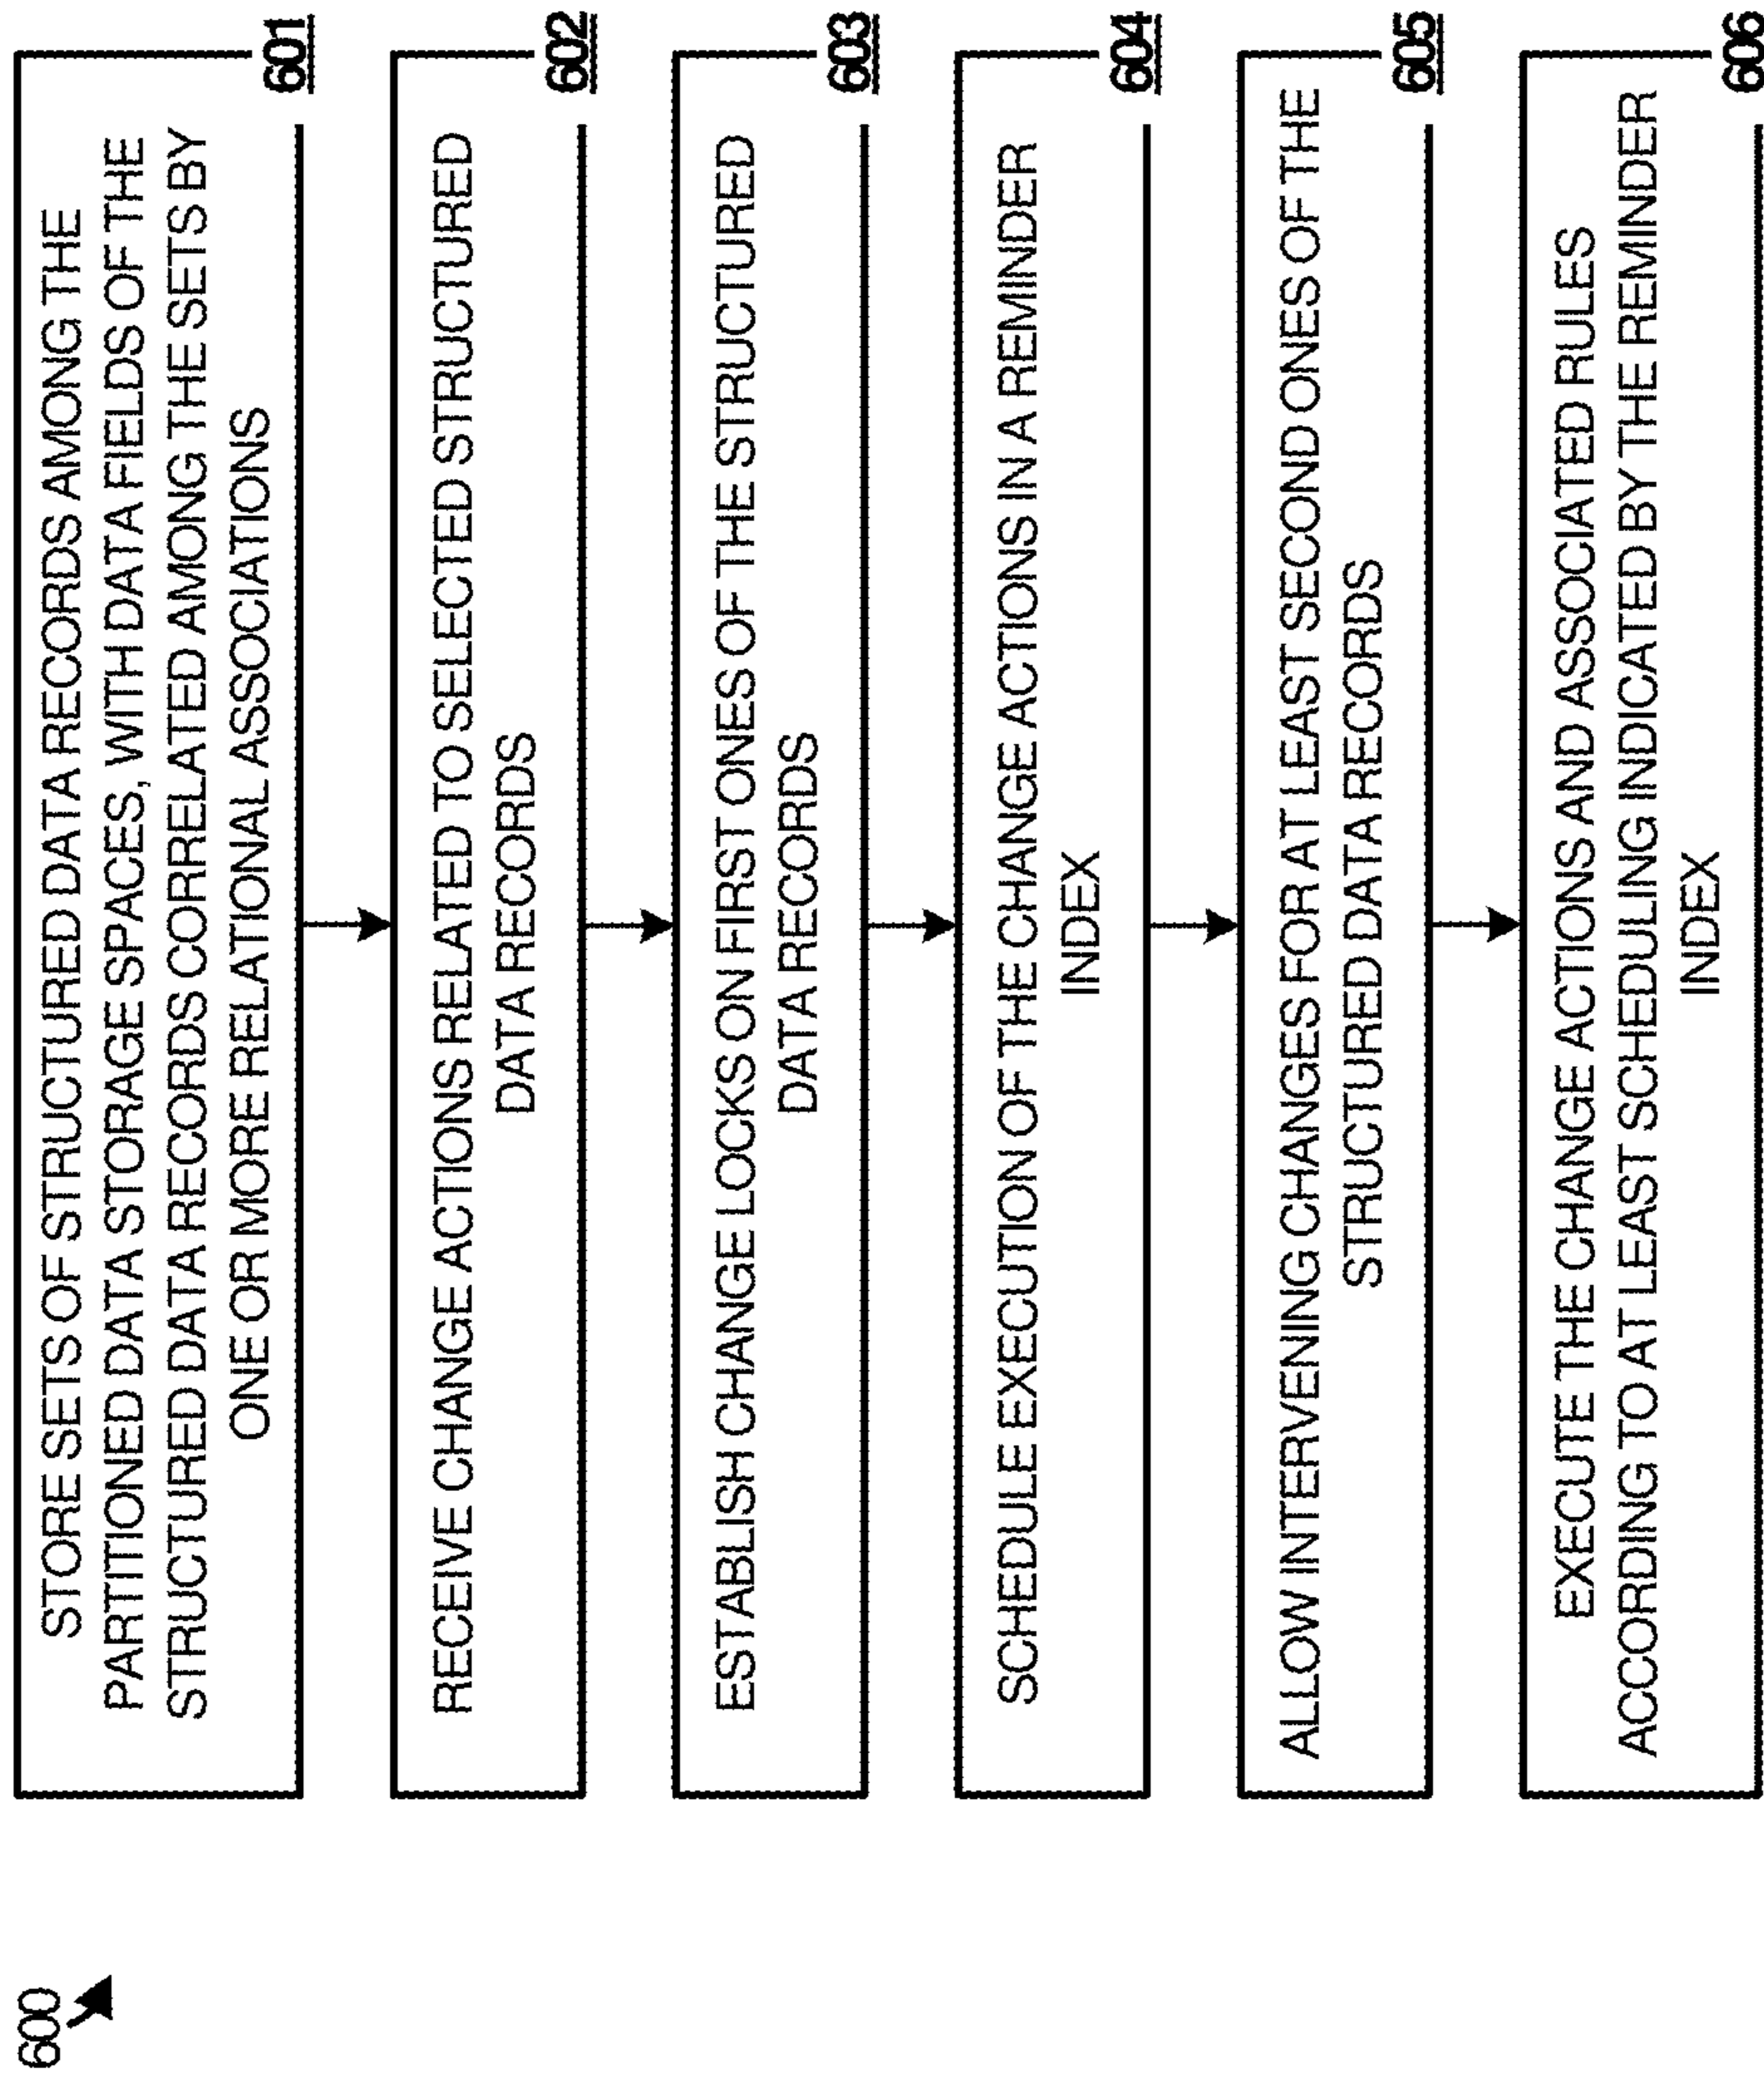 600
STORE SETS OF STRUCTURED DATA RECORDS AMONG THE
PARTITIONED DATA STORAGE SPACES, WITH DATA FIELDS OF THE
STRUCTURED DATA RECORDS CORRELATED AMONG THE SETS BY
ONE OR MORE RELATIONAL ASSOCIATIONS
601
RECEIVE CHANGE ACTIONS RELATED TO SELECTED STRUCTURED
DATA RECORDS
602
ESTABLISH CHANGE LOCKS ON FIRST ONES OF THE STRUCTURED
DATA RECORDS
603
SCHEDULE EXECUTION OF THE CHANGE ACTIONS IN A REMINDER
INDEX
604
ALLOW INTERVENING CHANGES FOR AT LEAST SECOND ONES OF THE
STRUCTURED DATA RECORDS
605
EXECUTE THE CHANGE ACTIONS AND ASSOCIATED RULES
ACCORDING TO AT LEAST SCHEDULING INDICATED BY THE REMINDER
INDEX
606